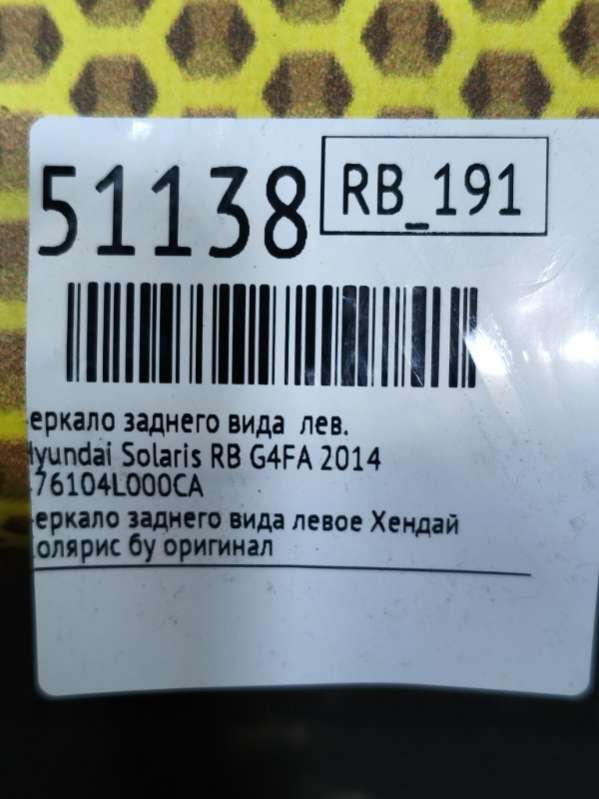 51138
RB_191
еркало заднего вида лев.
Hyundai Solaris RB G4FA 2014
76104L000CA
еркало заднего вида левое Хендай
олярис бу оригинал